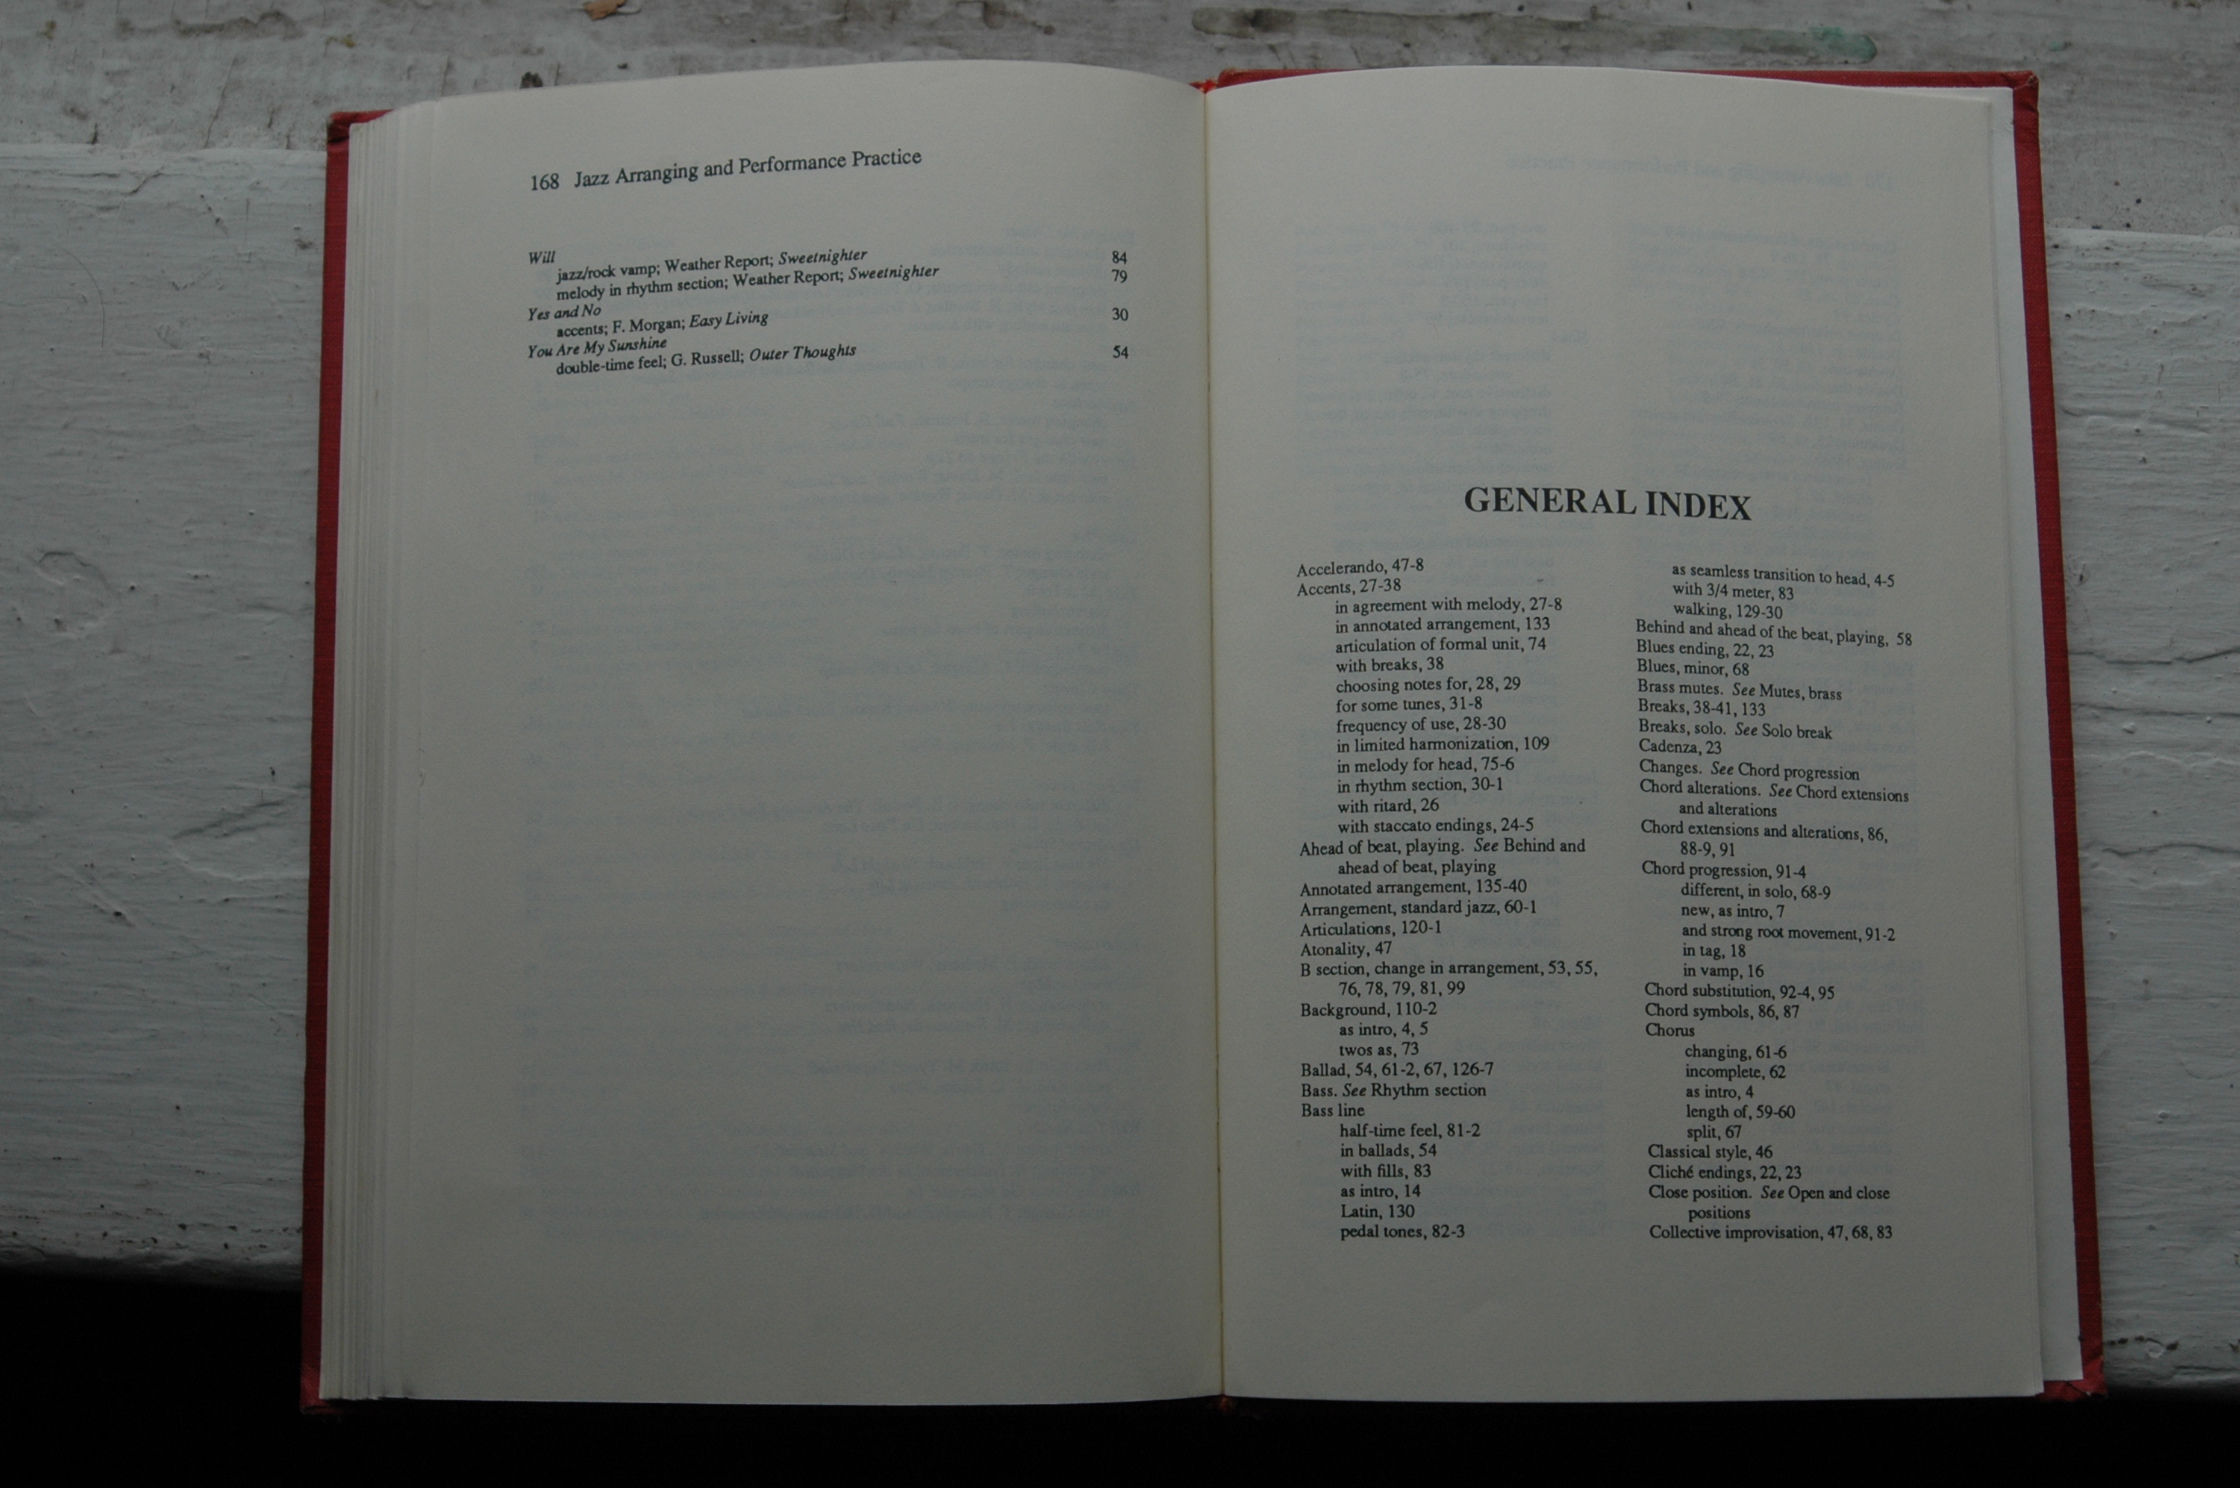 168 Jazz Arranging and Performance Practice
Will
jazz/rock vamp; Weather Report; Sweetnighter 84
melody in rhythm section; Weather Report; Sweetnighter 79
Yes and No
accents; F. Morgan; Easy Living 30
You Are My Sunshine
double-time feel; G. Russell; Outer Thoughts 54
GENERAL INDEX
Accelerando, 47-8
Accents, 27-38
in agreement with melody, 27-8
in annotated arrangement, 133
articulation of formal unit, 74
with breaks, 38
choosing notes for, 28, 29
for some tunes, 31-8
frequency of use, 28-30
in limited harmonization, 109
in melody for head, 75-6
in rhythm section, 30-1
with ritard, 26
with staccato endings, 24-5
Ahead of beat, playing. See Behind and
ahead of beat, playing
Annotated arrangement, 135-40
Arrangement, standard jazz, 60-1
Articulations, 120-1
Atonality, 47
B section, change in arrangement, 53, 55,
76, 78, 79, 81, 99
Background, 110-2
as intro, 4, 5
twos as, 73
Ballad, 54, 61-2, 67, 126-7
Bass. See Rhythm section
Bass line
half-time feel, 81-2
in ballads, 54
with fills, 83
as intro, 14
Latin, 130
pedal tones, 82-3
as seamless transition to head, 4-5
with 3/4 meter, 83
walking, 129-30
Behind and ahead of the beat, playing, 58
Blues ending, 22, 23
Blues, minor, 68
Brass mutes. See Mutes, brass
Breaks, 38-41, 133
Breaks, solo. See Solo break
Cadenza, 23
Changes. See Chord progression
Chord alterations. See Chord extensions
and alterations
Chord extensions and alterations, 86,
88-9, 91
Chord progression, 91-4
different, in solo, 68-9
new, as intro, 7
and strong root movement, 91-2
in tag, 18
in vamp, 16
Chord substitution, 92-4, 95
Chord symbols, 86, 87
Chorus
changing, 61-6
incomplete, 62
as intro, 4
length of, 59-60
split, 67
Classical style, 46
Cliché endings, 22, 23
Close position. See Open and close
positions
Collective improvisation, 47, 68, 83